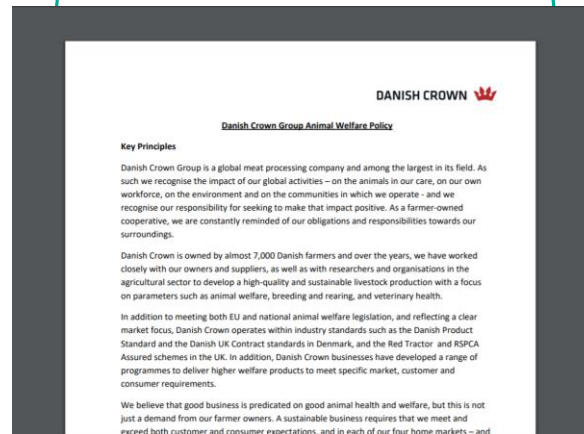 DANISH CROWN
Danish Crown Group Animal Welfare Policy
Key Principles
Danish Crown Group is a global meat processing company and among the largest in its field. As
such we recognise the impact of our global activities – on the animals in our care, on our own
workforce, on the environment and on the communities in which we operate - and we
recognise our responsibility for seeking to make that impact positive. As a farmer-owned
cooperative, we are constantly reminded of our obligations and responsibilities towards our
surroundings.
Danish Crown is owned by almost 7,000 Danish farmers and over the years, we have worked
closely with our owners and suppliers, as well as with researchers and organisations in the
agricultural sector to develop a high-quality and sustainable livestock production with a focus
on parameters such as animal welfare, breeding and rearing, and veterinary health.
In addition to meeting both EU and national animal welfare legislation, and reflecting a clear
market focus, Danish Crown operates within industry standards such as the Danish Product
Standard and the Danish UK Contract standards in Denmark, and the Red Tractor and RSPCA
Assured schemes in the UK. In addition, Danish Crown businesses have developed a range of
programmes to deliver higher welfare products to meet specific market, customer and
consumer requirements.
We believe that good business is predicated on good animal health and welfare, but this is not
just a demand from our farmer owners. A sustainable business requires that we meet and
exceed both customer and consumer expectations, and in each of our four home markets – and